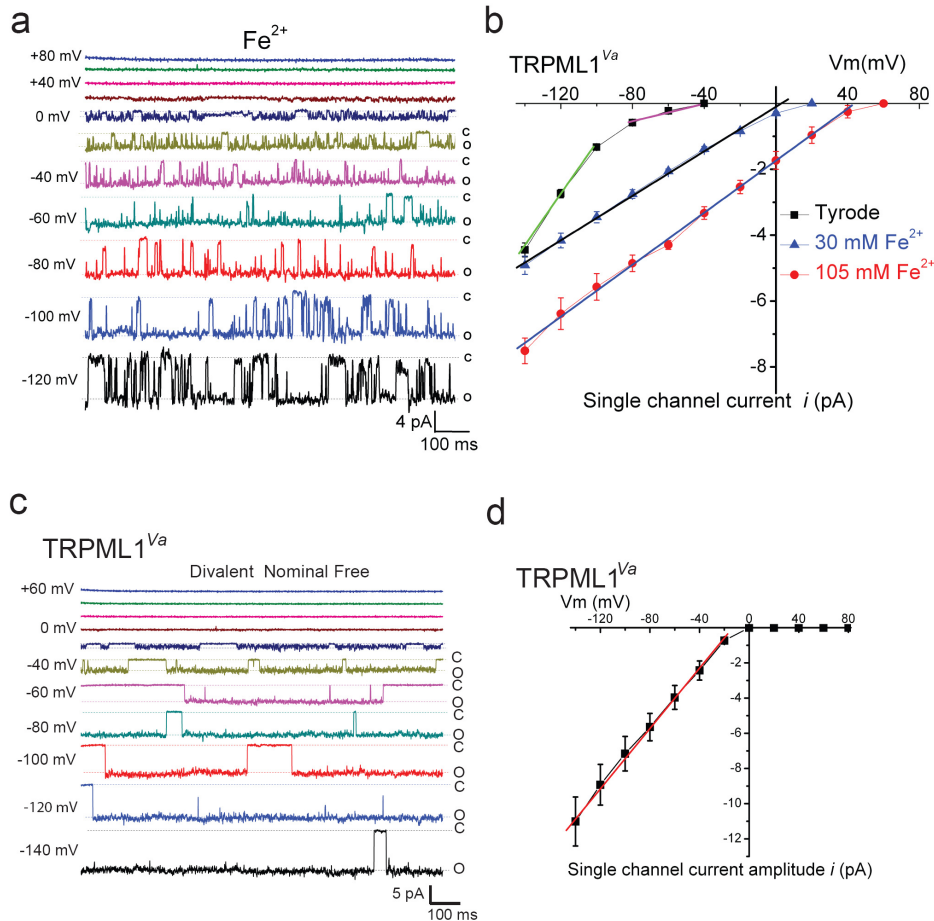 a
Fe2+
+80 mV
+40 mV
0 mV
C
O
-40 mV
C
O
-60 mV
C
O
-80 mV
C
O
-100 mV
C
O
-120 mV
C
O
4 pA
100 ms
b
TRPML1Va
Vm(mV)
-120 -80 -40 40 80
-2
-4
-6
-8
Tyrode
30 mM Fe2+
105 mM Fe2+
Single channel current i (pA)
c
TRPML1Va
Divalent Nominal Free
+60 mV
0 mV
-40 mV
C
O
-60 mV
C
O
-80 mV
C
O
-100 mV
C
O
-120 mV
C
O
-140 mV
C
O
5 pA
100 ms
d
TRPML1Va
Vm (mV)
-120 -80 -40 0 20 40 60 80
-2
-4
-6
-8
-10
-12
Single channel current amplitude i (pA)